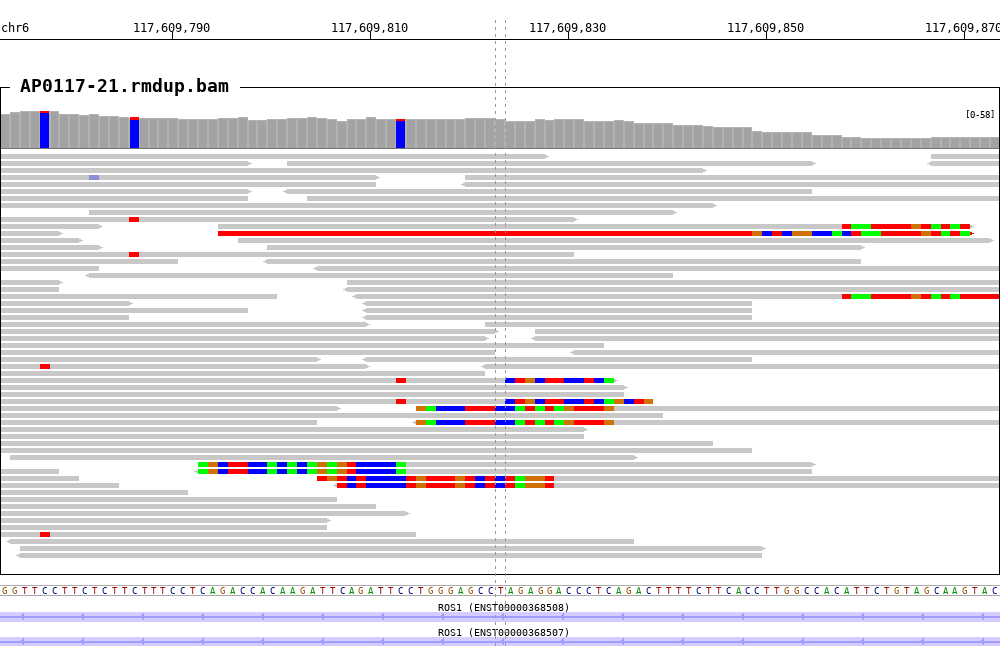 chr6 117,609,790 117,609,810 117,609,830 117,609,850 117,609,870
AP0117-21.rmdup.bam
[0-58]
GGTTCCTTCTCTTCTTTCCTCAGACCACAAGATTCAGATTCCTGGGAGCCTAGAGGACCCTCAGACTTTTCTTCACCTTGGCCACATTCTGTAGCAAGTAC
ROS1 (ENST00000368508)
ROS1 (ENST00000368507)